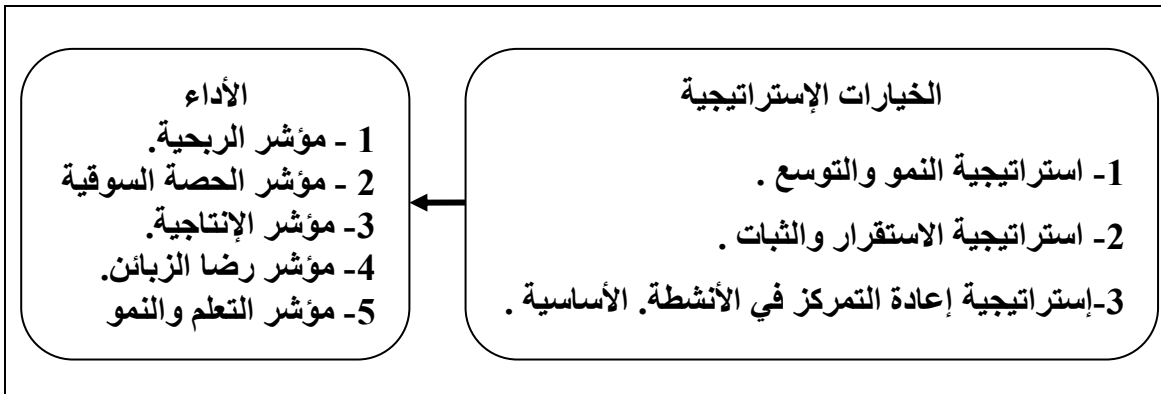 الخيارات الإستراتيجية
1- استراتيجية النمو والتوسع .
2- استراتيجية الاستقرار والثبات .
3-إستراتيجية إعادة التمركز في الأنشطة. الأساسية .
الأداء
1 - مؤشر الربحية.
2 - مؤشر الحصة السوقية
3- مؤشر الإنتاجية.
4- مؤشر رضا الزبائن.
5- مؤشر التعلم والنمو